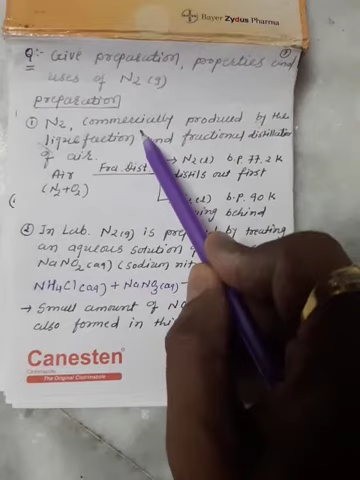 Bayer Zydus Pharma
Q:- Give preparation, properties and
uses of N2 (g)
preparation
① N2, commercially produced by the
liquefaction and fractional distillation
of air.
Air Fra. Dist → N2(l) b.p. 77.2 K
(N2+O2) distils out first
(l) b.p. 90 K
ing behind
② In Lab. N2(g) is prepared by treating
an aqueous solution
NaNO2 (aq) (sodium
NH4Cl(aq) + NaNO2 (aq)
→ Small amount of
also formed in
Canesten
Clotrimazole
The Original Clotrimazole